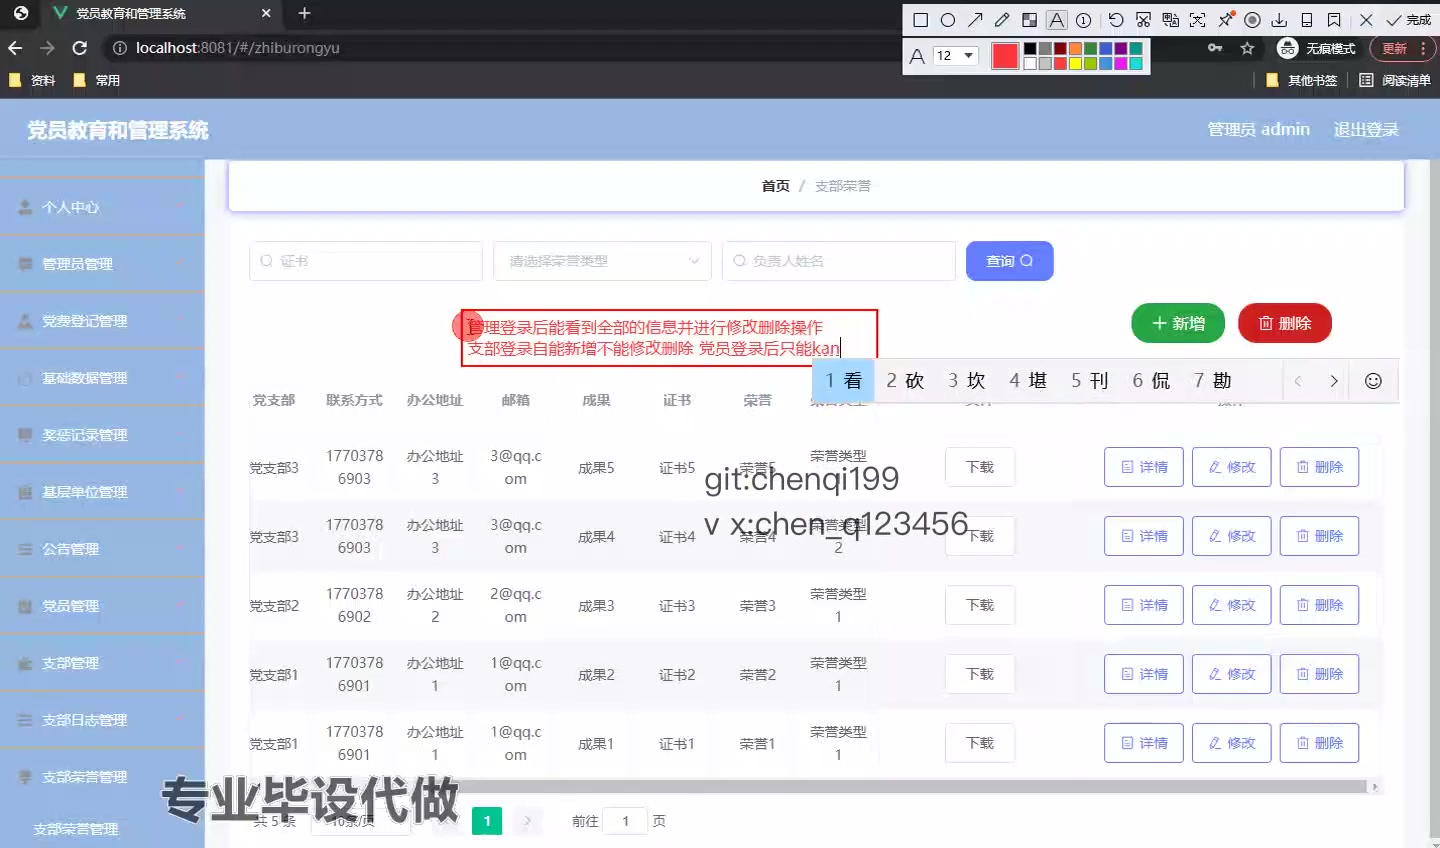 党员教育和管理系统
12
完成
localhost:8081/#/zhiburongyu
无痕模式
更新
资料
常用
其他书签
阅读清单
党员教育和管理系统
管理员 admin
退出登录
首页 / 支部荣誉
个人中心
管理员管理
党费登记管理
基础数据管理
奖惩记录管理
基层单位管理
公告管理
党员管理
支部管理
支部日志管理
支部荣誉管理
支部荣誉管理
证书
请选择荣誉类型
负责人姓名
查询
管理登录后能看到全部的信息并进行修改删除操作
支部登录自能新增不能修改删除 党员登录后只能kan
新增
删除
1 看 2 砍 3 坎 4 堪 5 刊 6 侃 7 勘
党支部 联系方式 办公地址 邮箱 成果 证书 荣誉
党支部3 17703786903 办公地址3 3@qq.com 成果5 证书5 荣誉5 荣誉类型 下载 详情 修改 删除
党支部3 17703786903 办公地址3 3@qq.com 成果4 证书4 荣誉4 荣誉类型2 下载 详情 修改 删除
党支部2 17703786902 办公地址2 2@qq.com 成果3 证书3 荣誉3 荣誉类型1 下载 详情 修改 删除
党支部1 17703786901 办公地址1 1@qq.com 成果2 证书2 荣誉2 荣誉类型1 下载 详情 修改 删除
党支部1 17703786901 办公地址1 1@qq.com 成果1 证书1 荣誉1 荣誉类型1 下载 详情 修改 删除
git:chenqi199
v x:chen_q123456
专业毕设代做
共 5 条 10条/页 1 前往 1 页